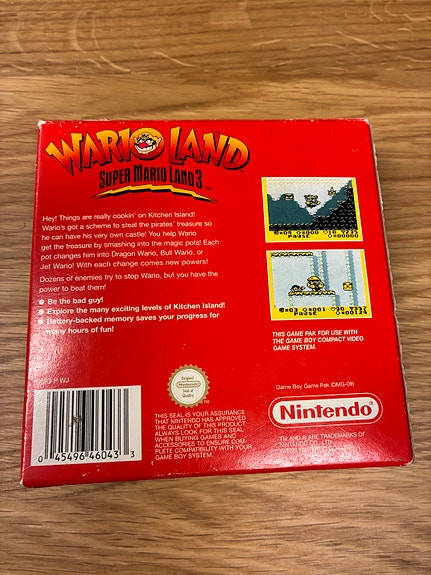 WARIO LAND
SUPER MARIO LAND 3™
Hey! Things are really cookin' on Kitchen Island!
Wario's got a scheme to steal the pirates' treasure so
he can have his very own castle! You help Wario
get the treasure by smashing into the magic pots! Each
pot changes him into Dragon Wario, Bull Wario, or
Jet Wario! With each change comes new powers!
Dozens of enemies try to stop Wario, but you have the
power to beat them!
● Be the bad guy!
● Explore the many exciting levels of Kitchen Island!
● Battery-backed memory saves your progress for
many hours of fun!
PAUSE
PAUSE
THIS GAME PAK FOR USE WITH
THE GAME BOY COMPACT VIDEO
GAME SYSTEM.
P WJ
0 45496 46043 3
Original
Nintendo
Seal of
Quality
TM
THIS SEAL IS YOUR ASSURANCE
THAT NINTENDO HAS APPROVED
THE QUALITY OF THIS PRODUCT.
ALWAYS LOOK FOR THIS SEAL
WHEN BUYING GAMES AND
ACCESSORIES TO ENSURE COM-
PLETE COMPATIBILITY WITH YOUR
GAME BOY SYSTEM.
Game Boy Game Pak (DMG-09)
Nintendo®
TM AND ® ARE TRADEMARKS OF
NINTENDO CO., LTD.
NINTENDO CO., LTD.